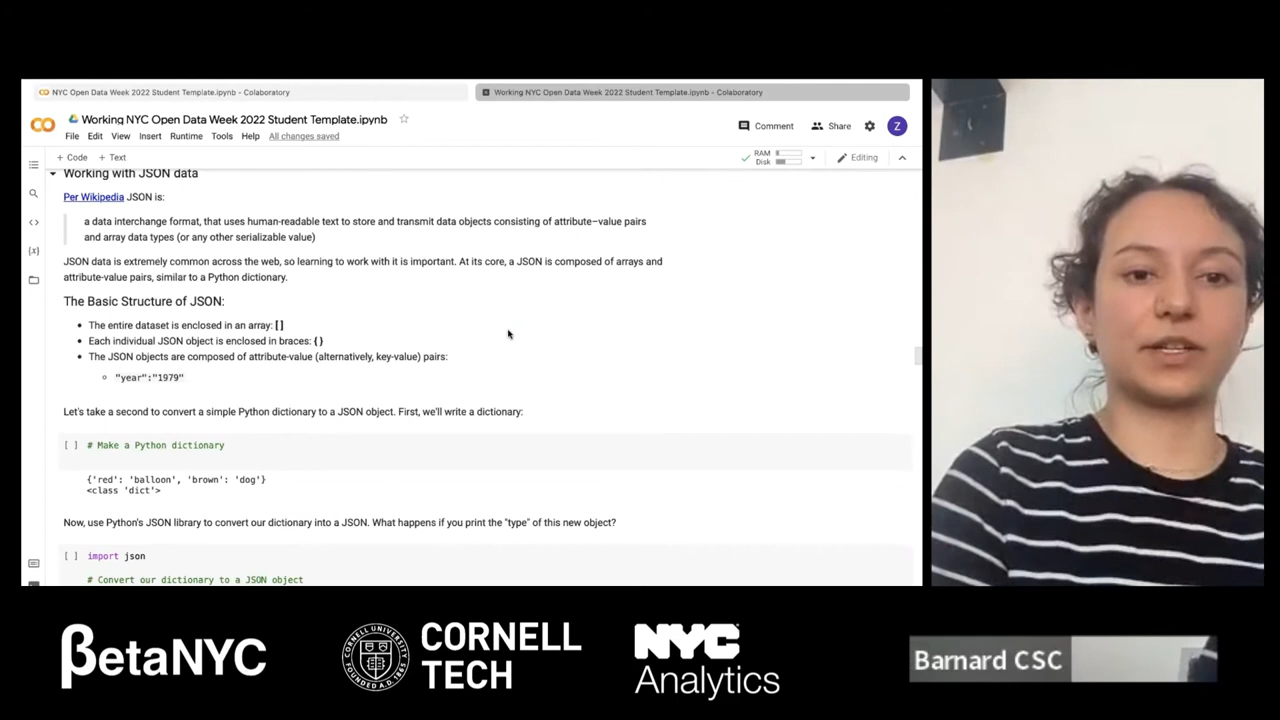 NYC Open Data Week 2022 Student Template.ipynb - Colaboratory
Working NYC Open Data Week 2022 Student Template.ipynb - Colaboratory
Working NYC Open Data Week 2022 Student Template.ipynb
Comment
Share
Z
File Edit View Insert Runtime Tools Help All changes saved
+ Code + Text
RAM
Disk
Editing
Working with JSON data
Per Wikipedia JSON is:
a data interchange format, that uses human-readable text to store and transmit data objects consisting of attribute–value pairs
and array data types (or any other serializable value)
JSON data is extremely common across the web, so learning to work with it is important. At its core, a JSON is composed of arrays and
attribute-value pairs, similar to a Python dictionary.
The Basic Structure of JSON:
• The entire dataset is enclosed in an array: [ ]
• Each individual JSON object is enclosed in braces: { }
• The JSON objects are composed of attribute-value (alternatively, key-value) pairs:
"year":"1979"
Let's take a second to convert a simple Python dictionary to a JSON object. First, we'll write a dictionary:
[ ] # Make a Python dictionary
{'red': 'balloon', 'brown': 'dog'}
<class 'dict'>
Now, use Python's JSON library to convert our dictionary into a JSON. What happens if you print the "type" of this new object?
[ ] import json
# Convert our dictionary to a JSON object
βetaNYC
CORNELL
TECH
NYC
Analytics
Barnard CSC